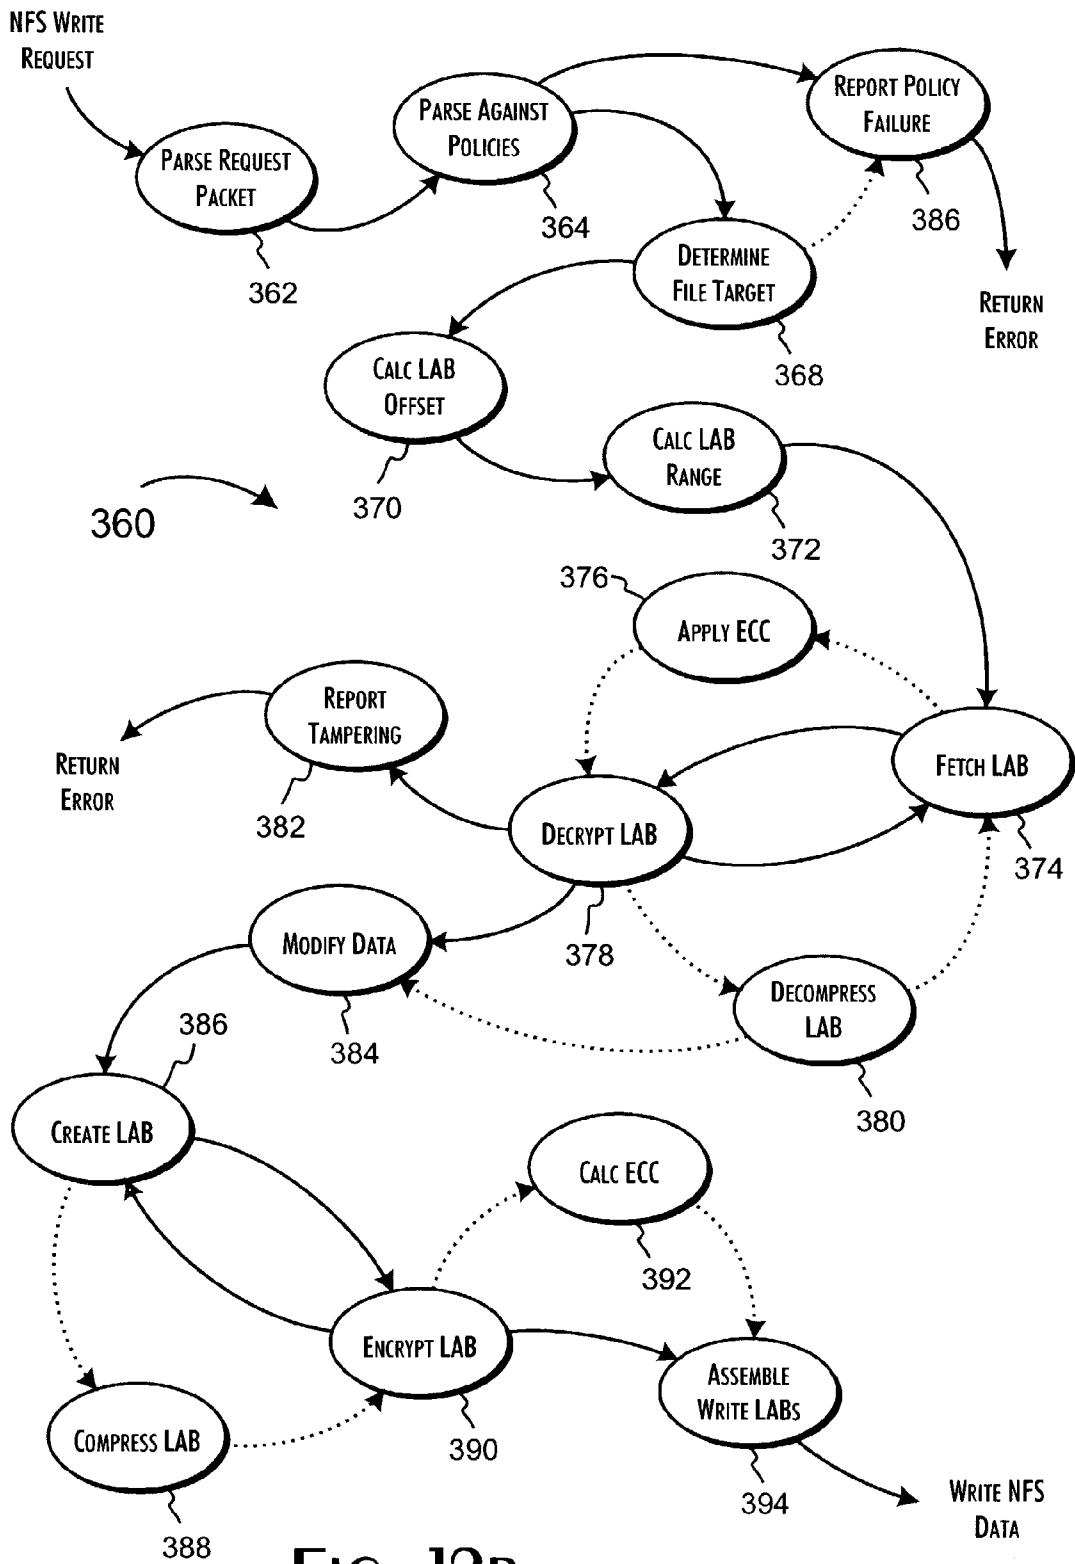 NFS WRITE
REQUEST
PARSE REQUEST
PACKET
362
PARSE AGAINST
POLICIES
364
REPORT POLICY
FAILURE
386
RETURN
ERROR
DETERMINE
FILE TARGET
368
CALC LAB
OFFSET
370
CALC LAB
RANGE
372
360
376
APPLY ECC
REPORT
TAMPERING
382
RETURN
ERROR
FETCH LAB
374
DECRYPT LAB
378
MODIFY DATA
384
DECOMPRESS
LAB
380
386
CREATE LAB
CALC ECC
392
ENCRYPT LAB
390
ASSEMBLE
WRITE LABS
394
COMPRESS LAB
388
WRITE NFS
DATA
FIG. 12B